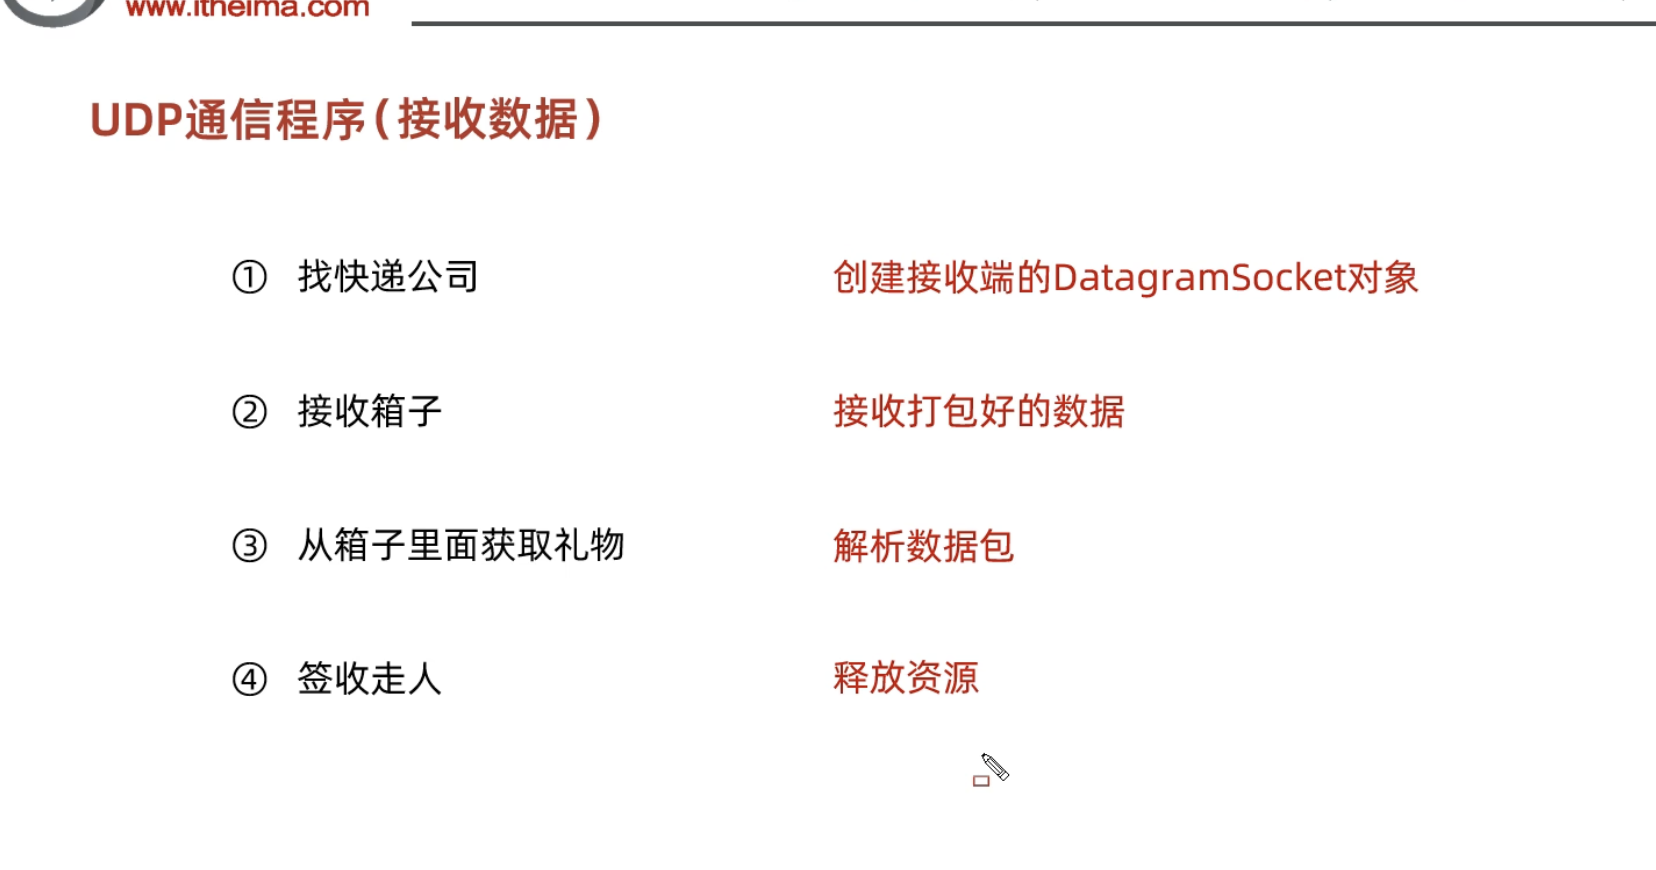 www.itheima.com
UDP通信程序(接收数据)
① 找快递公司 创建接收端的DatagramSocket对象
② 接收箱子 接收打包好的数据
③ 从箱子里面获取礼物 解析数据包
④ 签收走人 释放资源